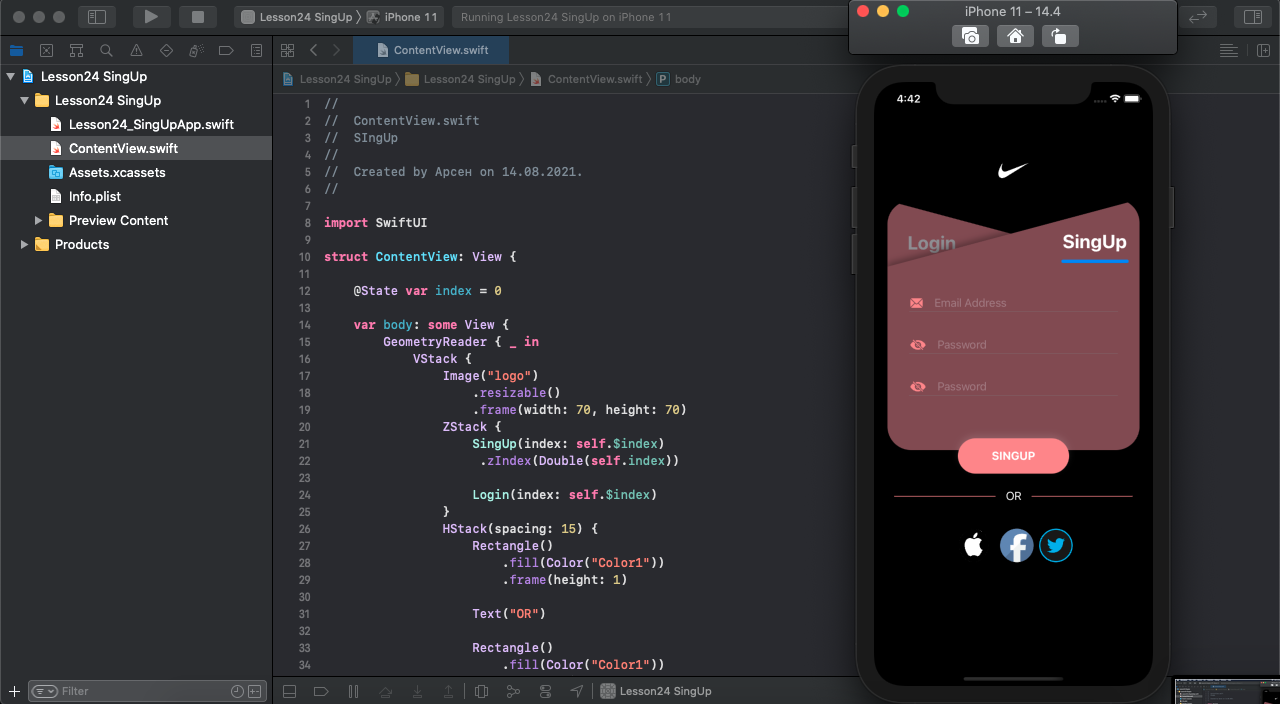 Lesson24 SingUp
iPhone 11
Running Lesson24 SingUp on iPhone 11
iPhone 11 – 14.4
ContentView.swift
Lesson24 SingUp
Lesson24 SingUp
ContentView.swift
P
body
Lesson24 SingUp
Lesson24 SingUp
Lesson24_SingUpApp.swift
ContentView.swift
Assets.xcassets
Info.plist
Preview Content
Products
Filter
1 //
2 //  ContentView.swift
3 //  SIngUp
4 //
5 //  Created by Арсен on 14.08.2021.
6 //
7
8 import SwiftUI
9
10 struct ContentView: View {
11
12     @State var index = 0
13
14     var body: some View {
15         GeometryReader { _ in
16             VStack {
17                 Image("logo")
18                     .resizable()
19                     .frame(width: 70, height: 70)
20                 ZStack {
21                     SingUp(index: self.$index)
22                      .zIndex(Double(self.index))
23
24                     Login(index: self.$index)
25                 }
26                 HStack(spacing: 15) {
27                     Rectangle()
28                         .fill(Color("Color1"))
29                         .frame(height: 1)
30
31                     Text("OR")
32
33                     Rectangle()
34                         .fill(Color("Color1"))
Lesson24 SingUp
4:42
Login
SingUp
Email Address
Password
Password
SINGUP
OR